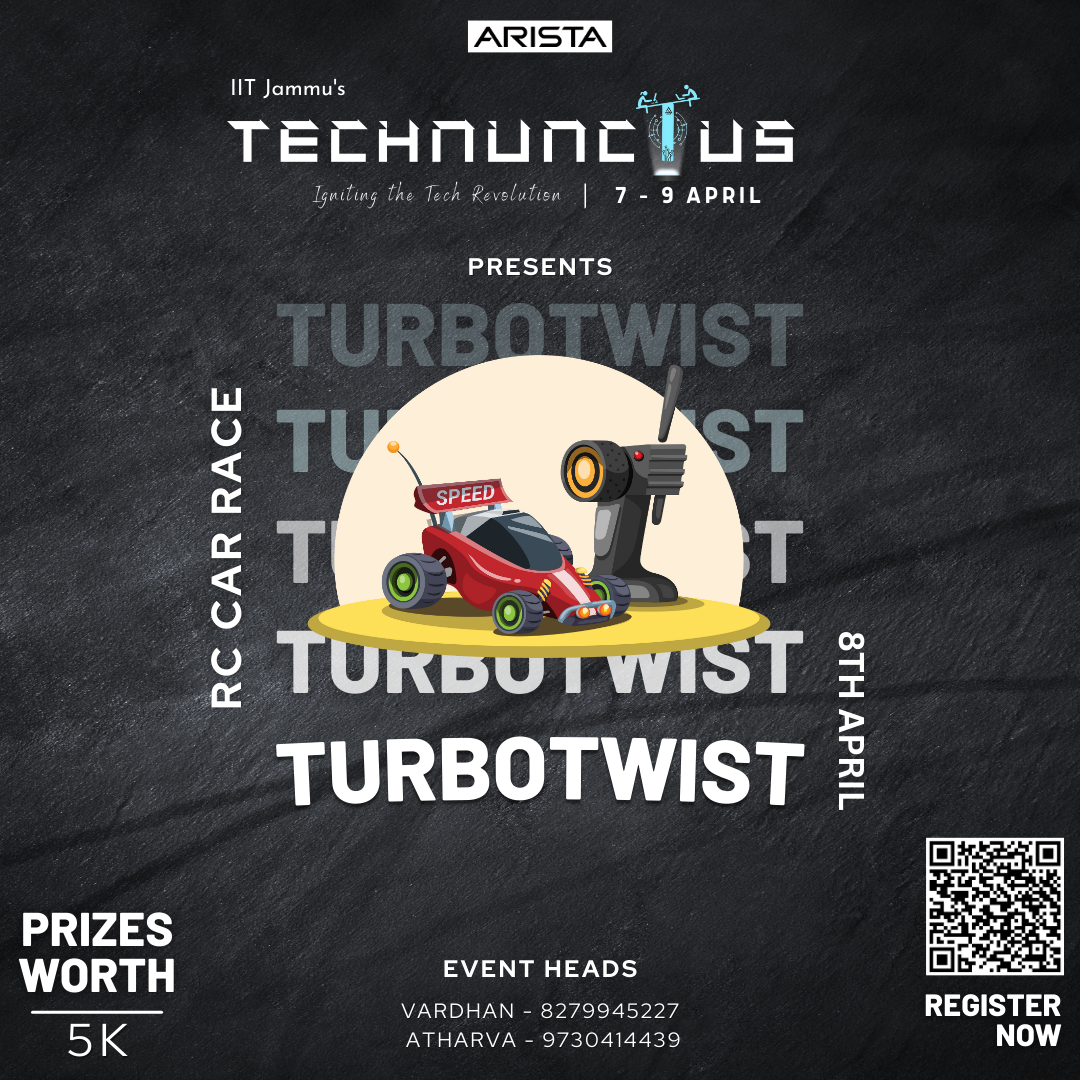 ARISTA
IIT Jammu's
TECHNUNCTUS
Igniting the Tech Revolution | 7 - 9 APRIL
PRESENTS
TURBOTWIST
TURBOTWIST
TURBOTWIST
TURBOTWIST
TURBOTWIST
SPEED
RC CAR RACE
8TH APRIL
PRIZES
WORTH
5K
EVENT HEADS
VARDHAN - 8279945227
ATHARVA - 9730414439
REGISTER
NOW